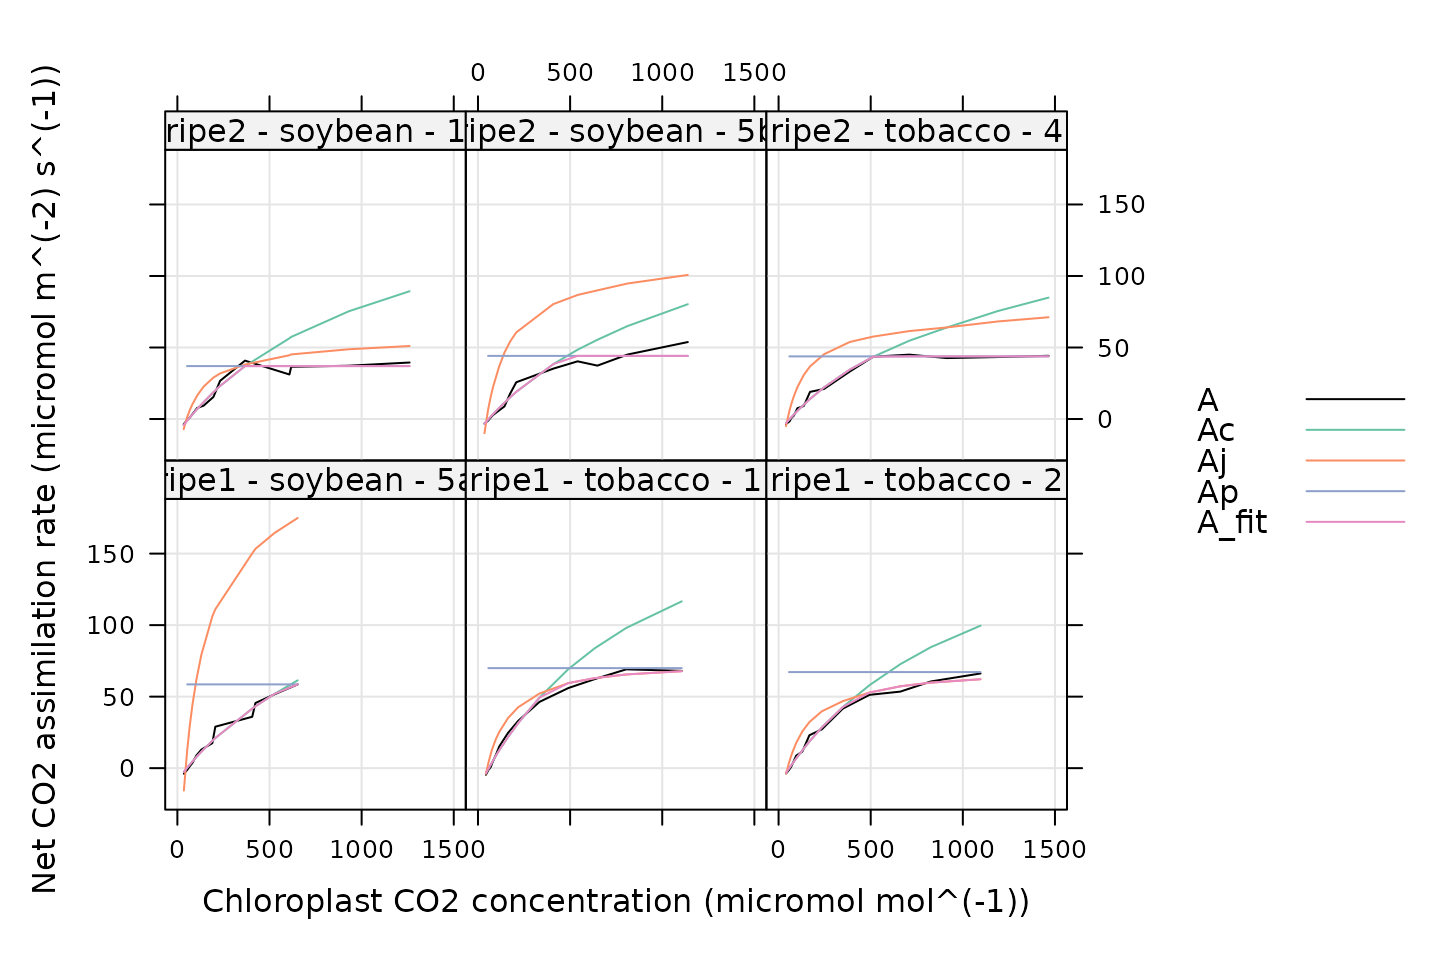 0 500 1000 1500
ripe2 - soybean - 1
ripe2 - soybean - 5b
ripe2 - tobacco - 4
150
100
50
0
ripe1 - soybean - 5a
ripe1 - tobacco - 1
ripe1 - tobacco - 2
150
100
50
0
0 500 1000 1500
0 500 1000 1500
Chloroplast CO2 concentration (micromol mol^(-1))
Net CO2 assimilation rate (micromol m^(-2) s^(-1))
A
Ac
Aj
Ap
A_fit